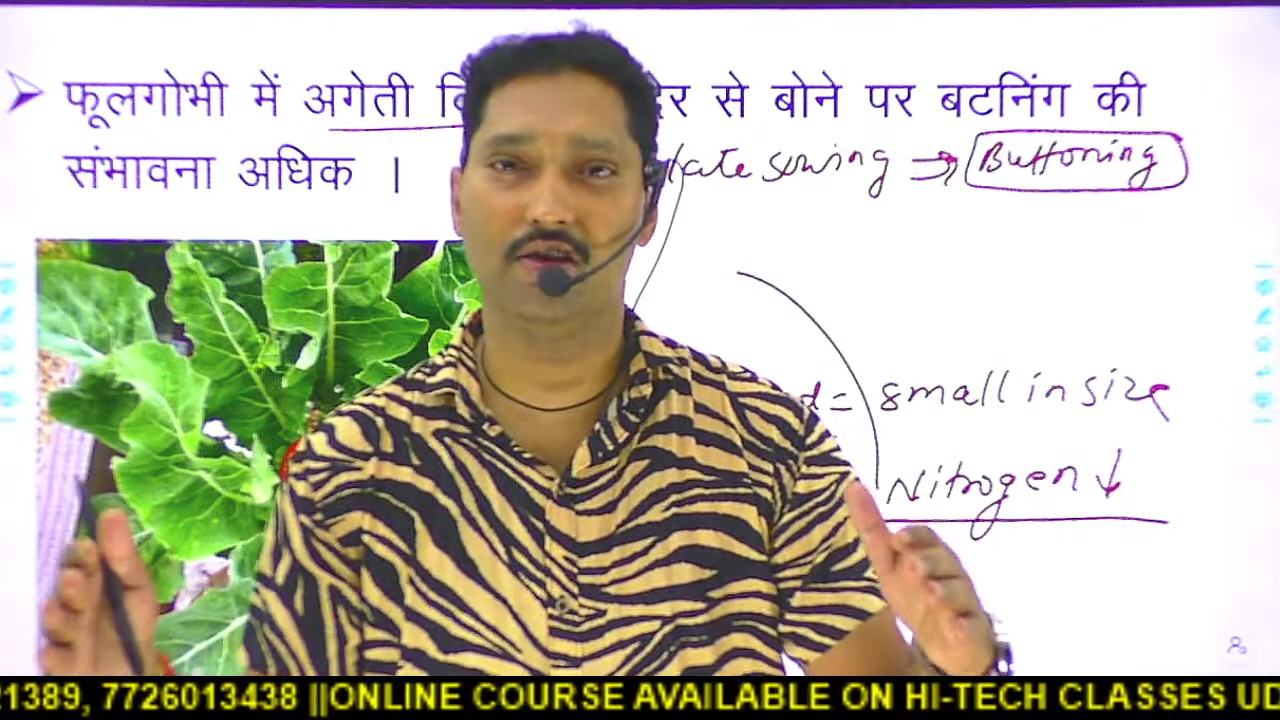 फूलगोभी में अगेती से बोने पर बटनिंग की
संभावना अधिक ।
late sowing ⇒ Buttoning
= small in size
Nitrogen ↓
8
21389, 7726013438 ||ONLINE COURSE AVAILABLE ON HI-TECH CLASSES UD